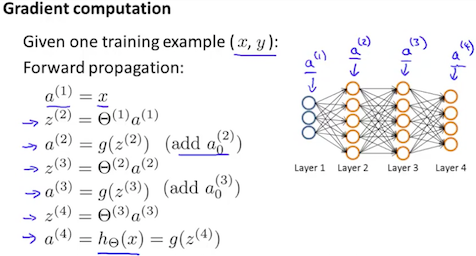 Gradient computation
Given one training example (x, y):
Forward propagation:
a⁽¹⁾ = x
→ z⁽²⁾ = Θ⁽¹⁾a⁽¹⁾
→ a⁽²⁾ = g(z⁽²⁾) (add a₀⁽²⁾)
→ z⁽³⁾ = Θ⁽²⁾a⁽²⁾
→ a⁽³⁾ = g(z⁽³⁾) (add a₀⁽³⁾)
→ z⁽⁴⁾ = Θ⁽³⁾a⁽³⁾
→ a⁽⁴⁾ = h_Θ(x) = g(z⁽⁴⁾)
a⁽¹⁾ a⁽²⁾ a⁽³⁾ a⁽⁴⁾
Layer 1 Layer 2 Layer 3 Layer 4